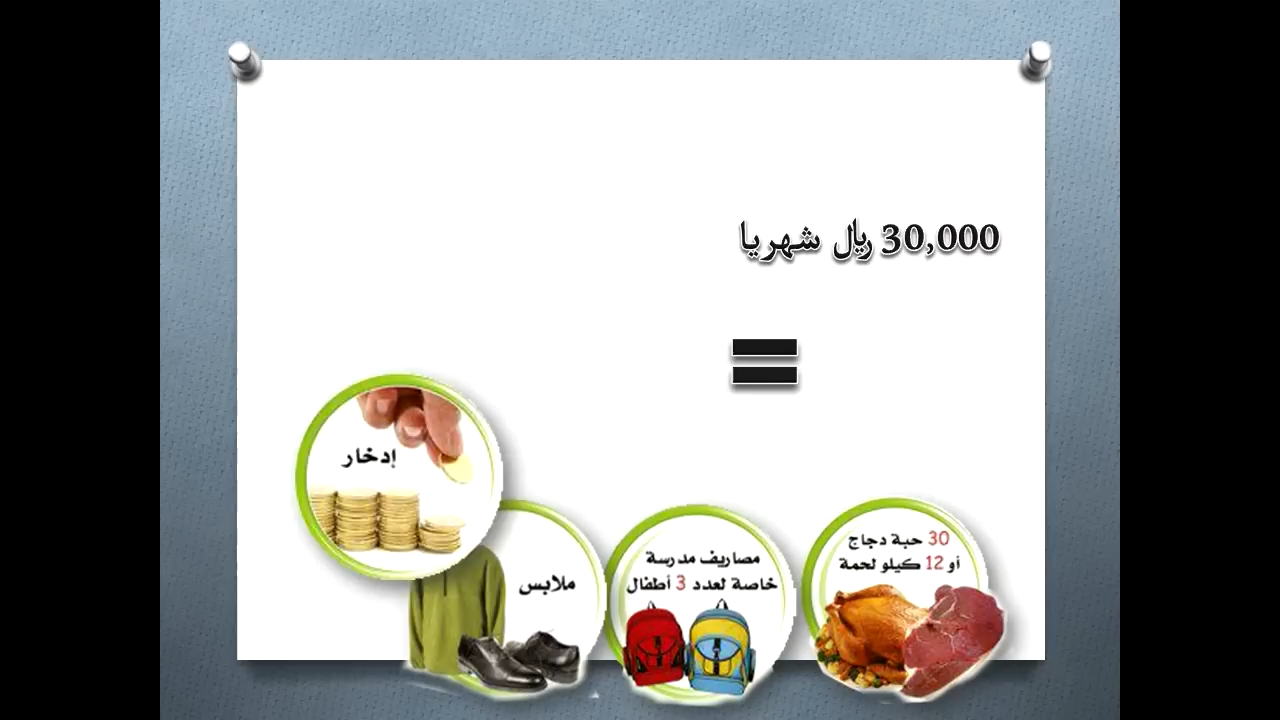 30,000 ريال شهريا
=
30 حبة دجاج
أو 12 كيلو لحمة
مصاريف مدرسة
خاصة لعدد 3 أطفال
ملابس
إدخار